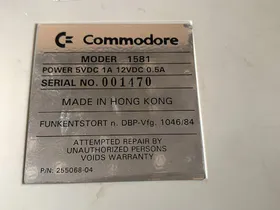 Commodore
MODER 1581
POWER 5VDC 1A 12VDC 0.5A
SERIAL NO. 001470
MADE IN HONG KONG
FUNKENTSTORT n. DBP-Vfg. 1046/84
ATTEMPTED REPAIR BY
UNAUTHORIZED PERSONS
VOIDS WARRANTY
P/N: 255068-04